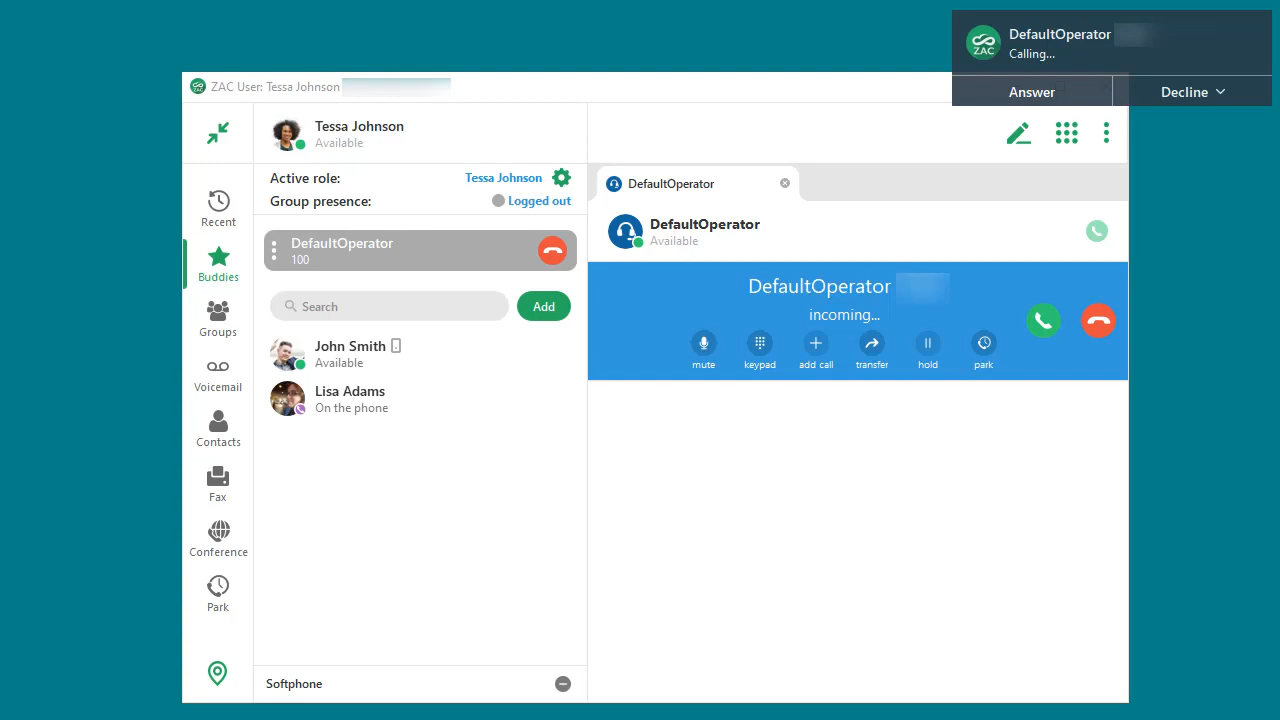 DefaultOperator
Calling...
Answer
Decline
ZAC
ZAC User: Tessa Johnson
Tessa Johnson
Available
Active role:
Tessa Johnson
Group presence:
Logged out
DefaultOperator
100
Search
Add
John Smith
Available
Lisa Adams
On the phone
Recent
Buddies
Groups
Voicemail
Contacts
Fax
Conference
Park
Softphone
DefaultOperator
DefaultOperator
Available
DefaultOperator
incoming...
mute
keypad
add call
transfer
hold
park